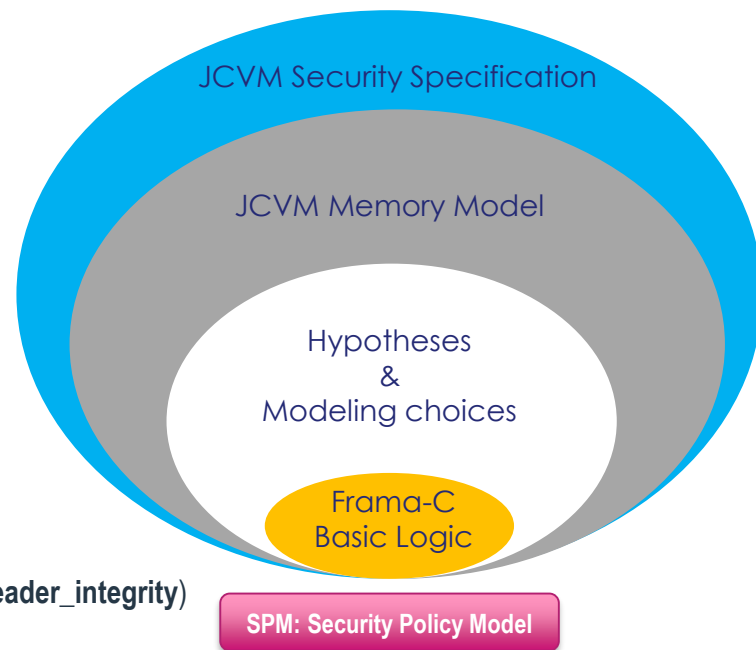 JCVM Security Specification
JCVM Memory Model
Hypotheses
&
Modeling choices
Frama-C
Basic Logic
eader_integrity)
SPM: Security Policy Model